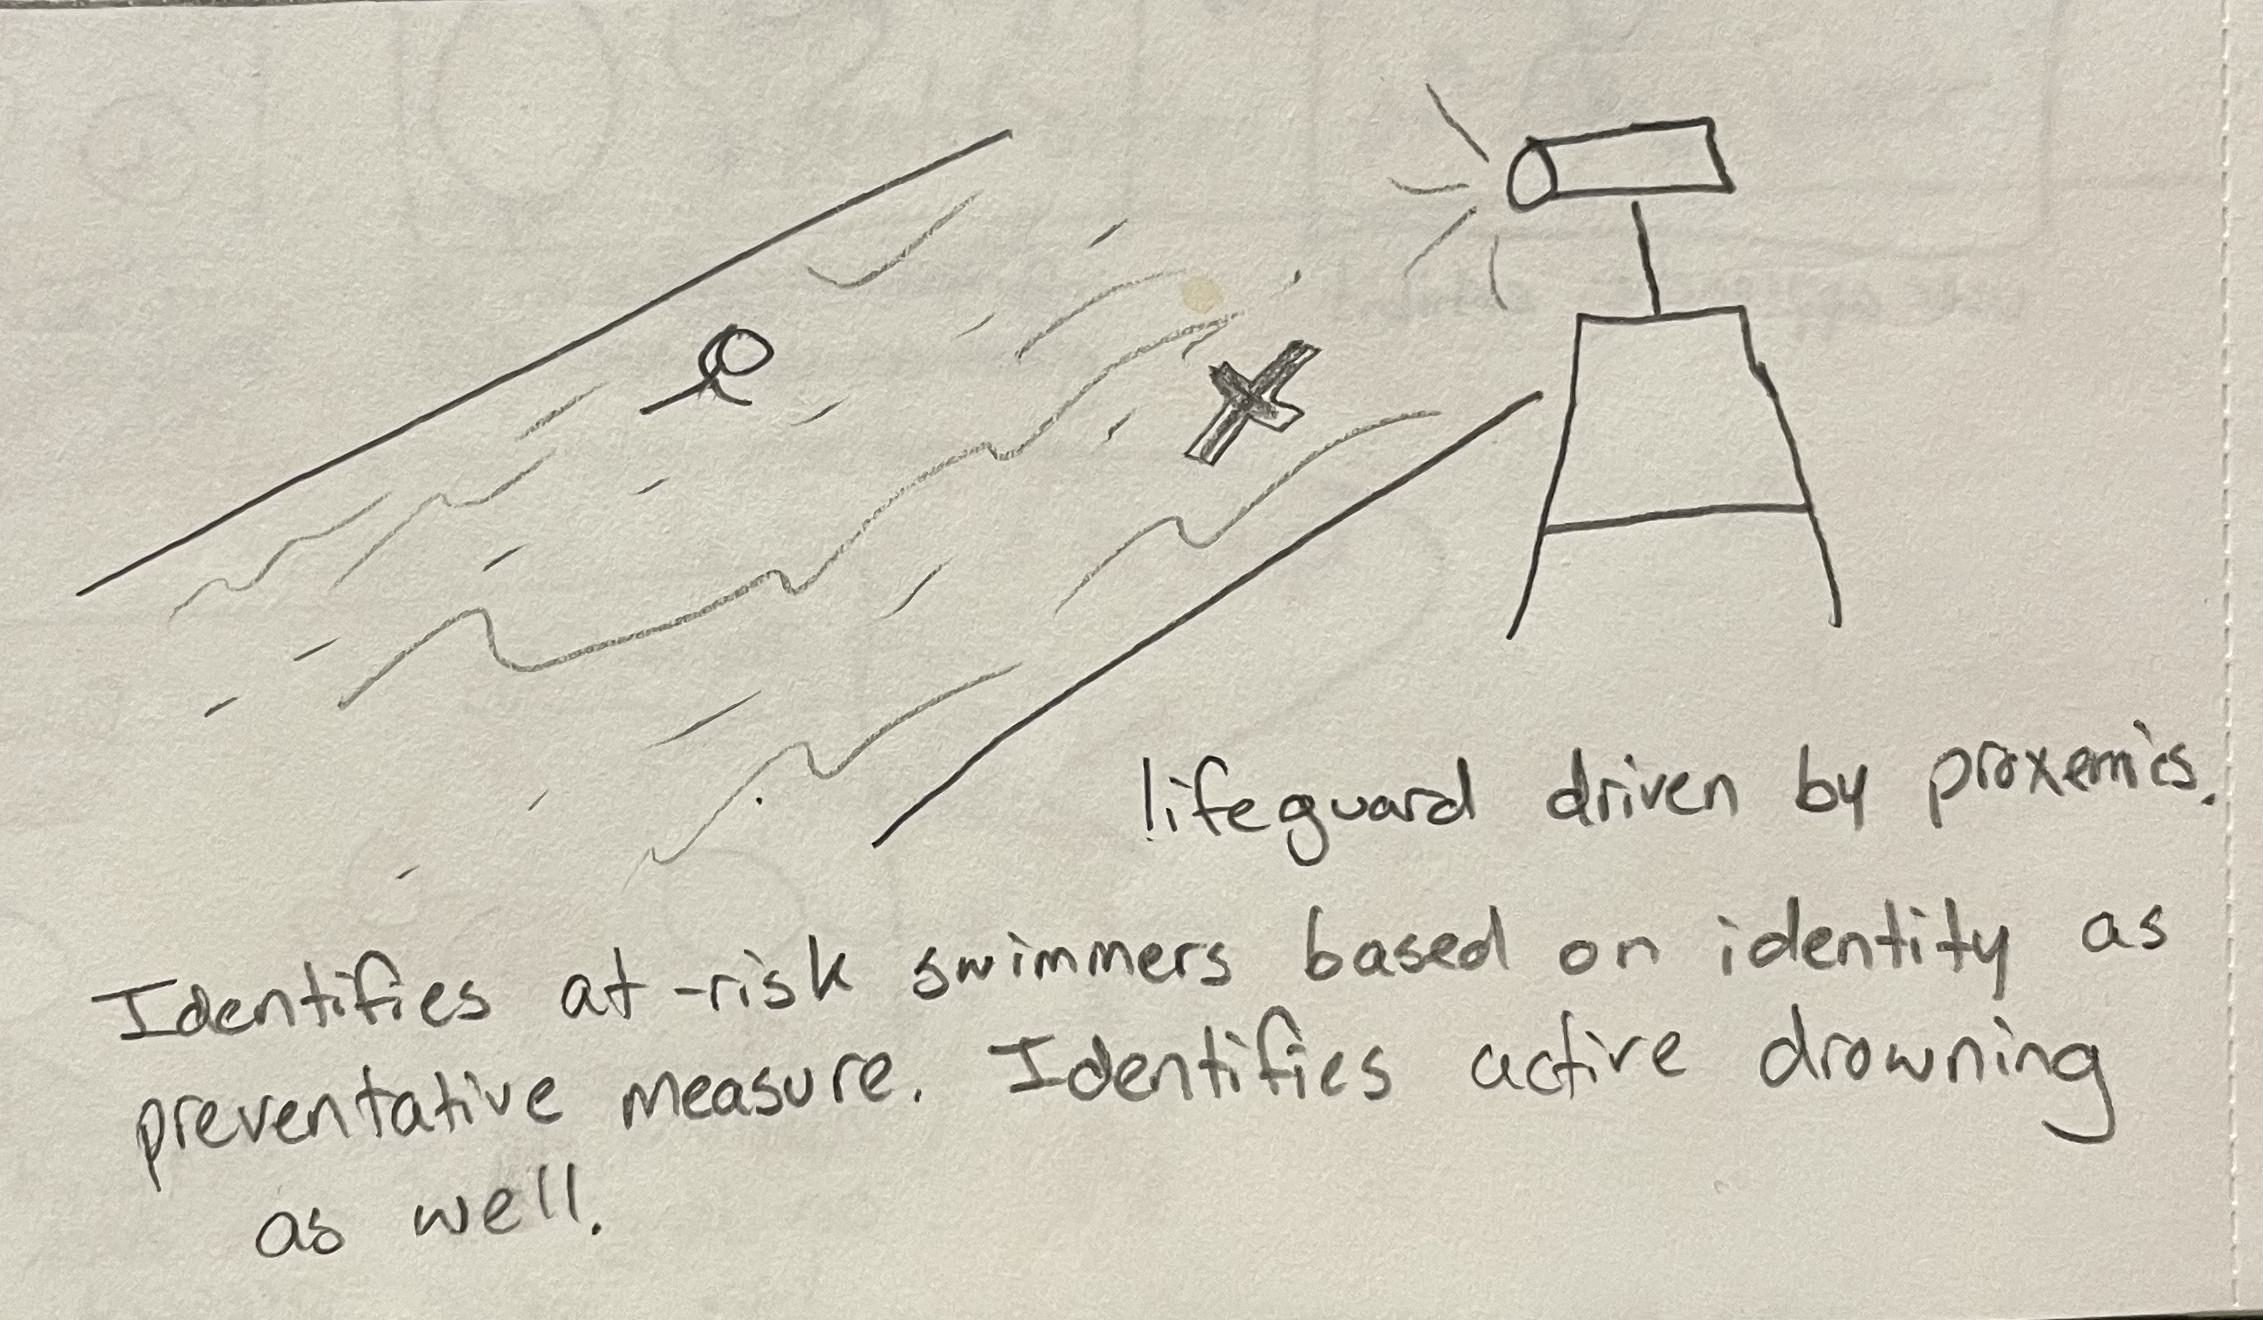 lifeguard driven by proxemics.
Identifies at-risk swimmers based on identity as
preventative measure. Identifies active drowning
as well.